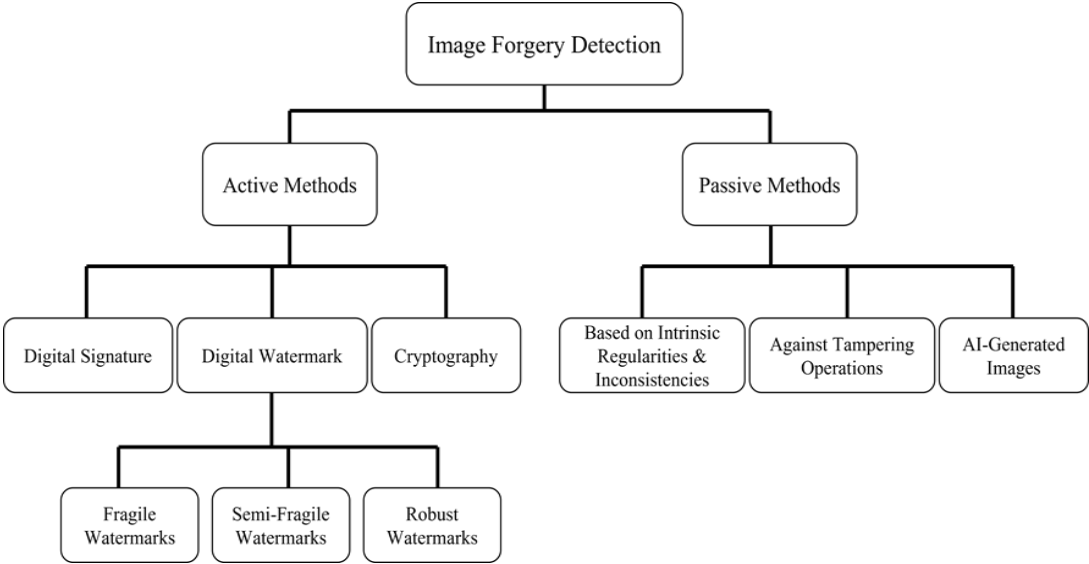 Image Forgery Detection
Active Methods
Passive Methods
Digital Signature
Digital Watermark
Cryptography
Based on Intrinsic
Regularities &
Inconsistencies
Against Tampering
Operations
AI-Generated
Images
Fragile
Watermarks
Semi-Fragile
Watermarks
Robust
Watermarks